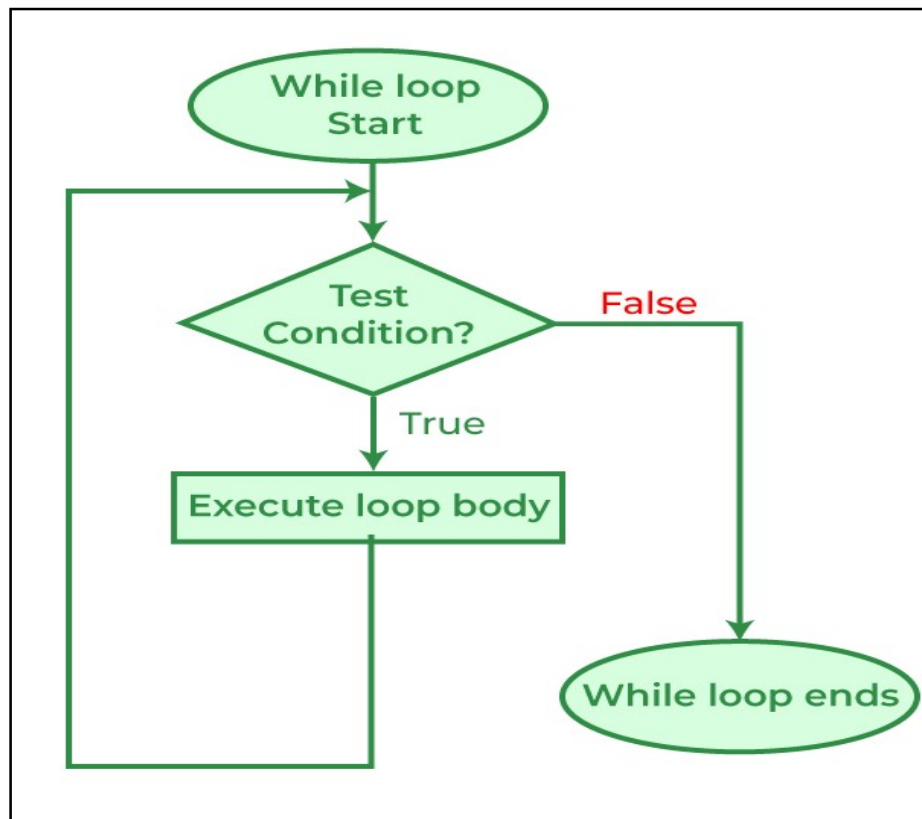 While loop
Start
Test
Condition?
False
True
Execute loop body
While loop ends